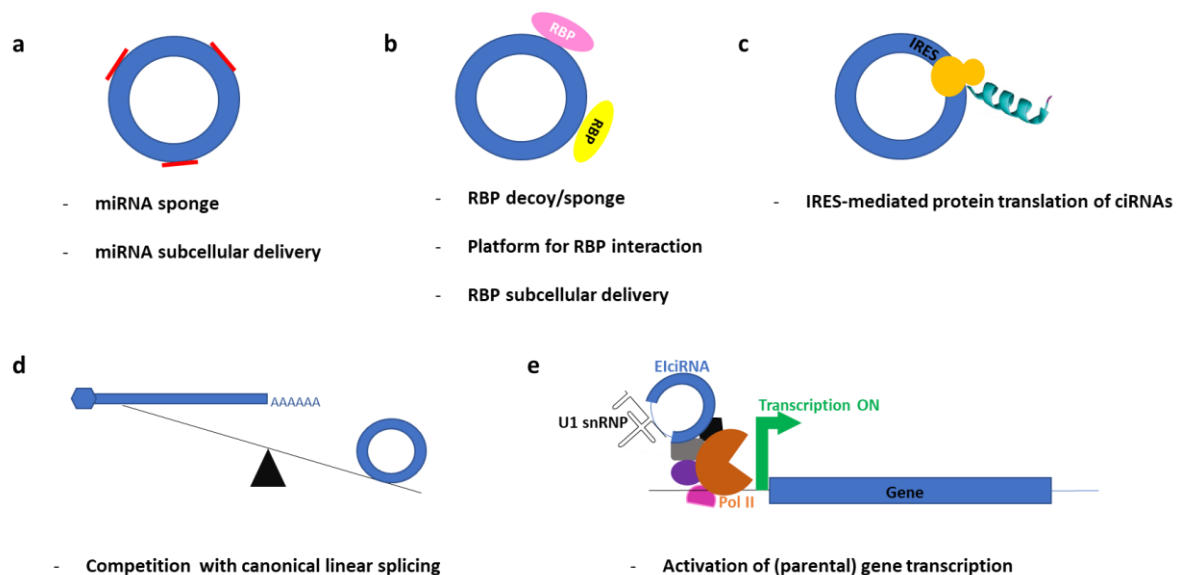 a
- miRNA sponge
- miRNA subcellular delivery
b
RBP
RBP
- RBP decoy/sponge
- Platform for RBP interaction
- RBP subcellular delivery
c
IRES
- IRES-mediated protein translation of ciRNAs
d
AAAAAA
- Competition with canonical linear splicing
e
EIciRNA
U1 snRNP
Transcription ON
Pol II
Gene
- Activation of (parental) gene transcription